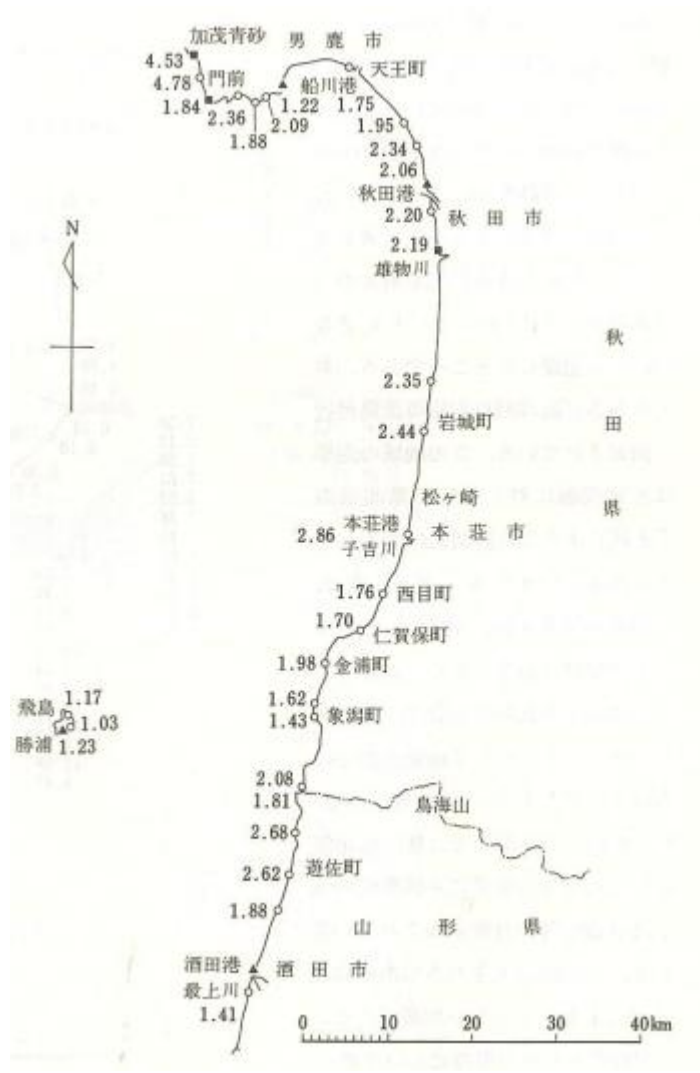 加茂青砂
男鹿市
4.53
天王町
4.78
門前
船川港
1.84
2.36
1.22
1.75
2.09
1.88
1.95
2.34
2.06
秋田港
2.20
秋田市
N
2.19
雄物川
秋田県
2.35
2.44
岩城町
松ヶ崎
2.86
本荘港
子吉川
本荘市
1.76
西目町
1.70
仁賀保町
1.98
金浦町
1.62
1.43
象潟町
飛島
1.17
1.03
勝浦
1.23
2.08
1.81
鳥海山
2.68
2.62
遊佐町
1.88
山形県
酒田港
酒田市
最上川
1.41
0 10 20 30 40km